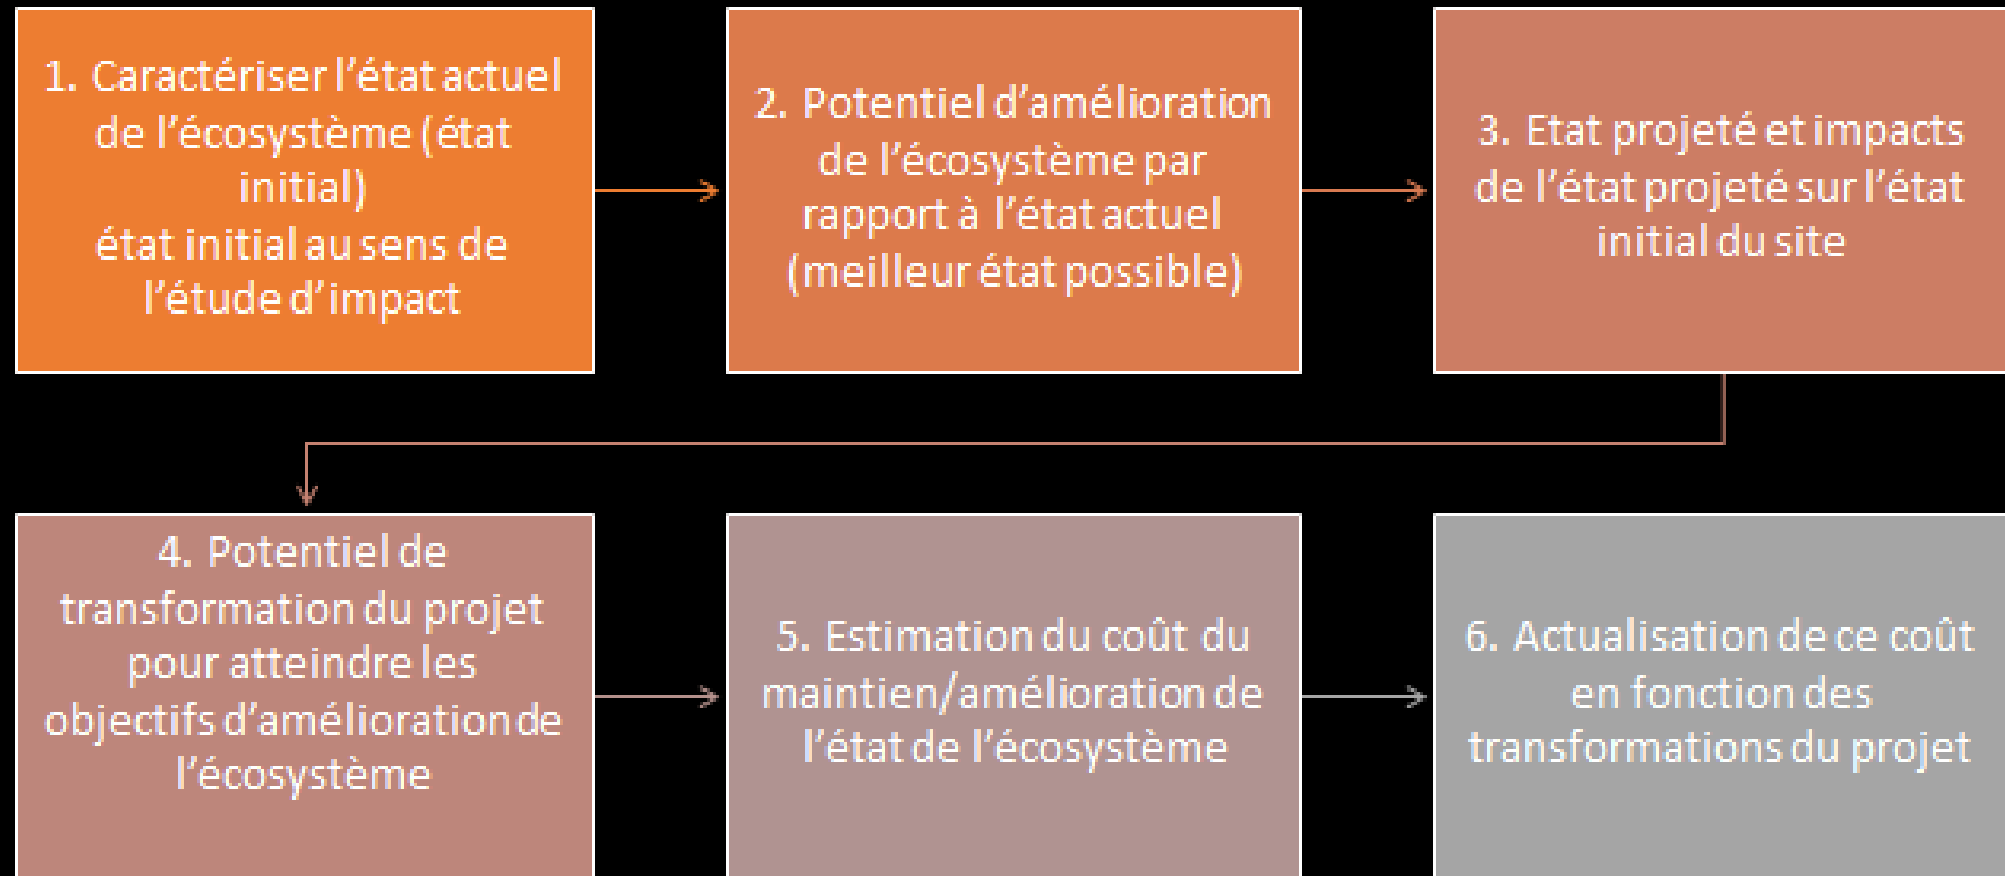 1. Caractériser l'état actuel
de l'écosystème (état
initial)
état initial au sens de
l'étude d'impact
2. Potentiel d'amélioration
de l'écosystème par
rapport à l'état actuel
(meilleur état possible)
3. Etat projeté et impacts
de l'état projeté sur l'état
initial du site
4. Potentiel de
transformation du projet
pour atteindre les
objectifs d'amélioration de
l'écosystème
5. Estimation du coût du
maintien/amélioration de
l'état de l'écosystème
6. Actualisation de ce coût
en fonction des
transformations du projet